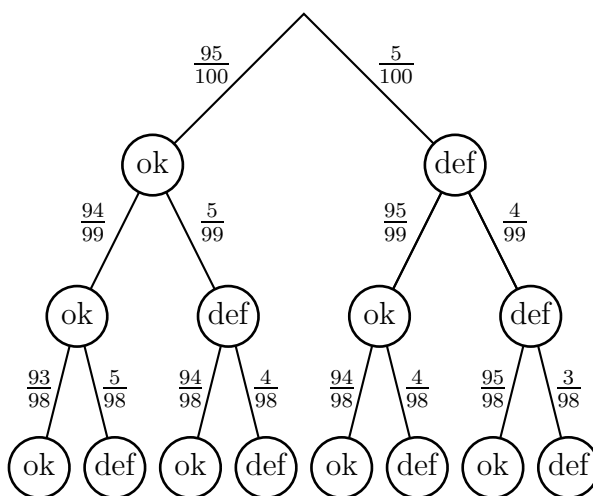 95/100 5/100
ok def
94/99 5/99 95/99 4/99
ok def ok def
93/98 5/98 94/98 4/98 94/98 4/98 95/98 3/98
ok def ok def ok def ok def